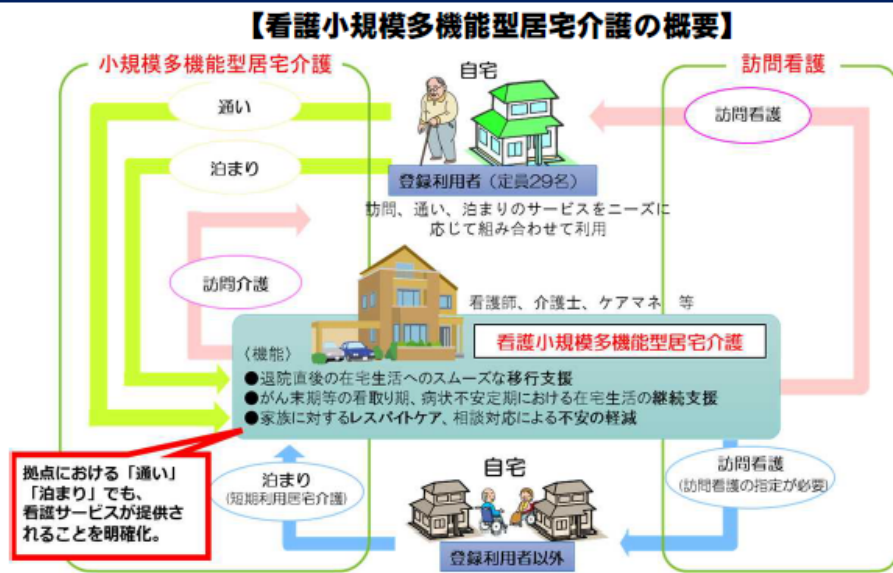 【看護小規模多機能型居宅介護の概要】
小規模多機能型居宅介護
自宅
訪問看護
通い
訪問看護
泊まり
登録利用者（定員29名）
訪問、通い、泊まりのサービスをニーズに
応じて組み合わせて利用
訪問介護
看護師、介護士、ケアマネ 等
看護小規模多機能型居宅介護
〈機能〉
●退院直後の在宅生活へのスムーズな移行支援
●がん末期等の看取り期、病状不安定期における在宅生活の継続支援
●家族に対するレスパイトケア、相談対応による不安の軽減
拠点における「通い」
「泊まり」でも、
看護サービスが提供さ
れることを明確化。
泊まり
(短期利用居宅介護)
自宅
訪問看護
(訪問看護の指定が必要)
登録利用者以外